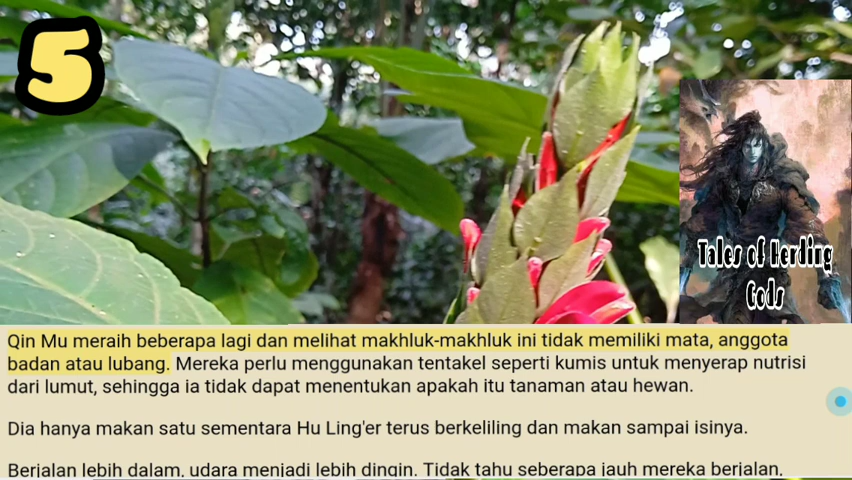 5
Tales of Herding
Gods
Qin Mu meraih beberapa lagi dan melihat makhluk-makhluk ini tidak memiliki mata, anggota
badan atau lubang. Mereka perlu menggunakan tentakel seperti kumis untuk menyerap nutrisi
dari lumut, sehingga ia tidak dapat menentukan apakah itu tanaman atau hewan.
Dia hanya makan satu sementara Hu Ling'er terus berkeliling dan makan sampai isinya.
Berjalan lebih dalam, udara menjadi lebih dingin. Tidak tahu seberapa jauh mereka berjalan,